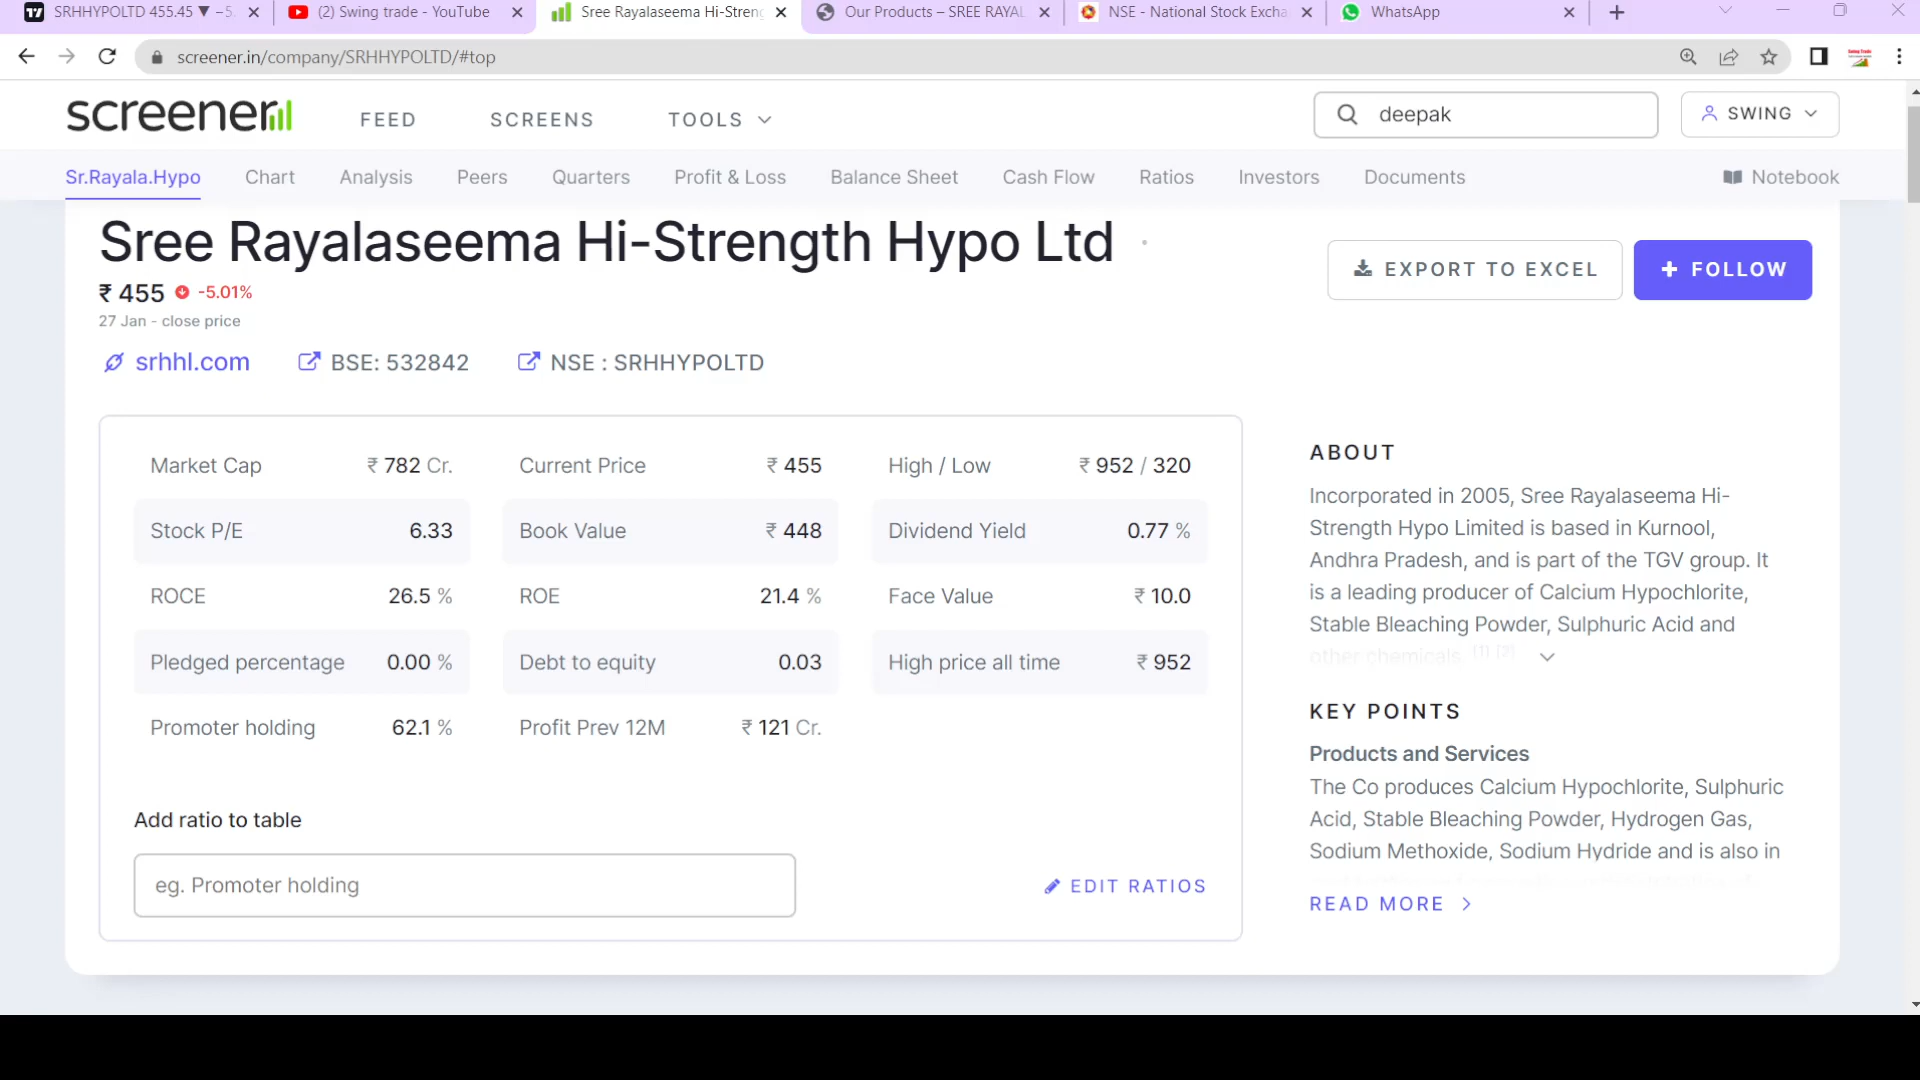 SRHHYPOLTD 455.45 ▼ −5
(2) Swing trade - YouTube
Sree Rayalaseema Hi-Streng
Our Products – SREE RAYAL
NSE - National Stock Excha
WhatsApp
screener.in/company/SRHHYPOLTD/#top
screener
FEED
SCREENS
TOOLS
deepak
SWING
Sr.Rayala.Hypo
Chart
Analysis
Peers
Quarters
Profit & Loss
Balance Sheet
Cash Flow
Ratios
Investors
Documents
Notebook
Sree Rayalaseema Hi-Strength Hypo Ltd
₹ 455 -5.01%
27 Jan - close price
EXPORT TO EXCEL
+ FOLLOW
srhhl.com
BSE: 532842
NSE : SRHHYPOLTD
Market Cap ₹ 782 Cr.
Current Price ₹ 455
High / Low ₹ 952 / 320
Stock P/E 6.33
Book Value ₹ 448
Dividend Yield 0.77 %
ROCE 26.5 %
ROE 21.4 %
Face Value ₹ 10.0
Pledged percentage 0.00 %
Debt to equity 0.03
High price all time ₹ 952
Promoter holding 62.1 %
Profit Prev 12M ₹ 121 Cr.
Add ratio to table
eg. Promoter holding
EDIT RATIOS
ABOUT
Incorporated in 2005, Sree Rayalaseema Hi-
Strength Hypo Limited is based in Kurnool,
Andhra Pradesh, and is part of the TGV group. It
is a leading producer of Calcium Hypochlorite,
Stable Bleaching Powder, Sulphuric Acid and
other chemicals. (1) (2)
KEY POINTS
Products and Services
The Co produces Calcium Hypochlorite, Sulphuric
Acid, Stable Bleaching Powder, Hydrogen Gas,
Sodium Methoxide, Sodium Hydride and is also in
READ MORE >